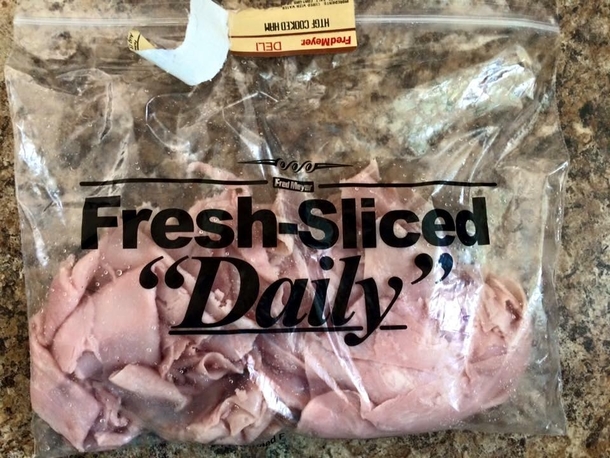 FredMeyer DELI
HTGF COOKED HAM
Fred Meyer
Fresh-Sliced
“Daily”